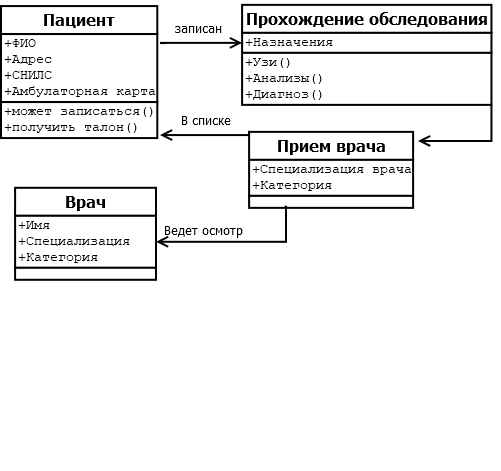 Пациент
+ФИО
+Адрес
+СНИЛС
+Амбулаторная карта
+может записаться()
+получить талон()
записан
Прохождение обследования
+Назначения
+Узи()
+Анализы()
+Диагноз()
В списке
Прием врача
+Специализация врача
+Категория
Врач
+Имя
+Специализация
+Категория
Ведет осмотр